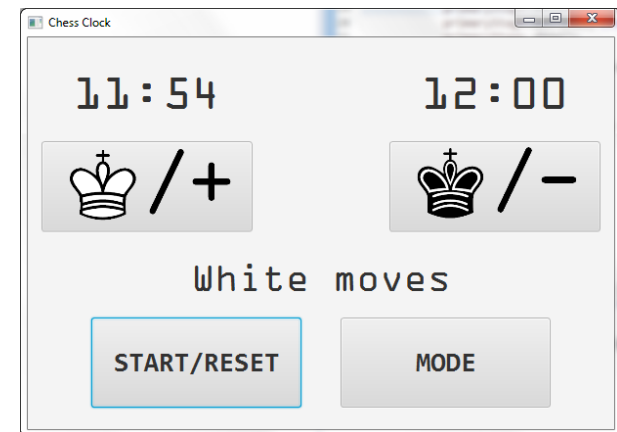 Chess Clock
11:54 12:00
/+ /-
White moves
START/RESET MODE